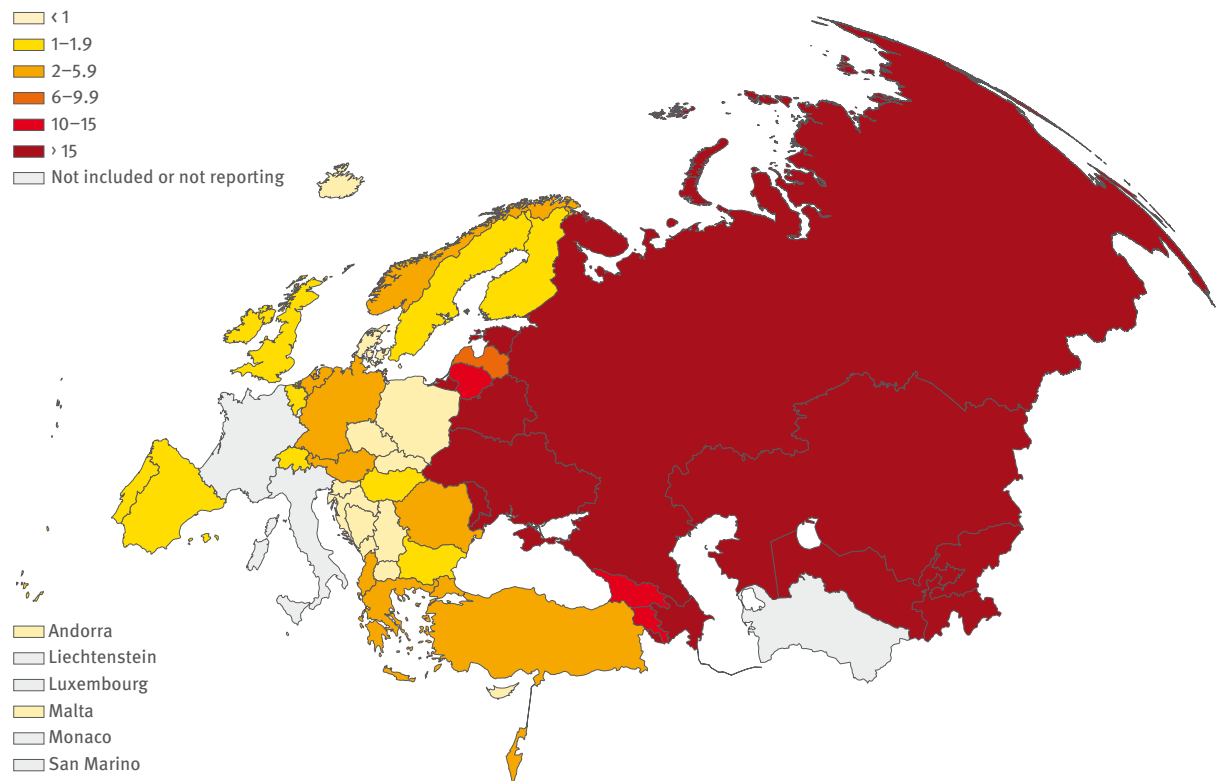 ‹ 1
1–1.9
2–5.9
6–9.9
10–15
› 15
Not included or not reporting
Andorra
Liechtenstein
Luxembourg
Malta
Monaco
San Marino